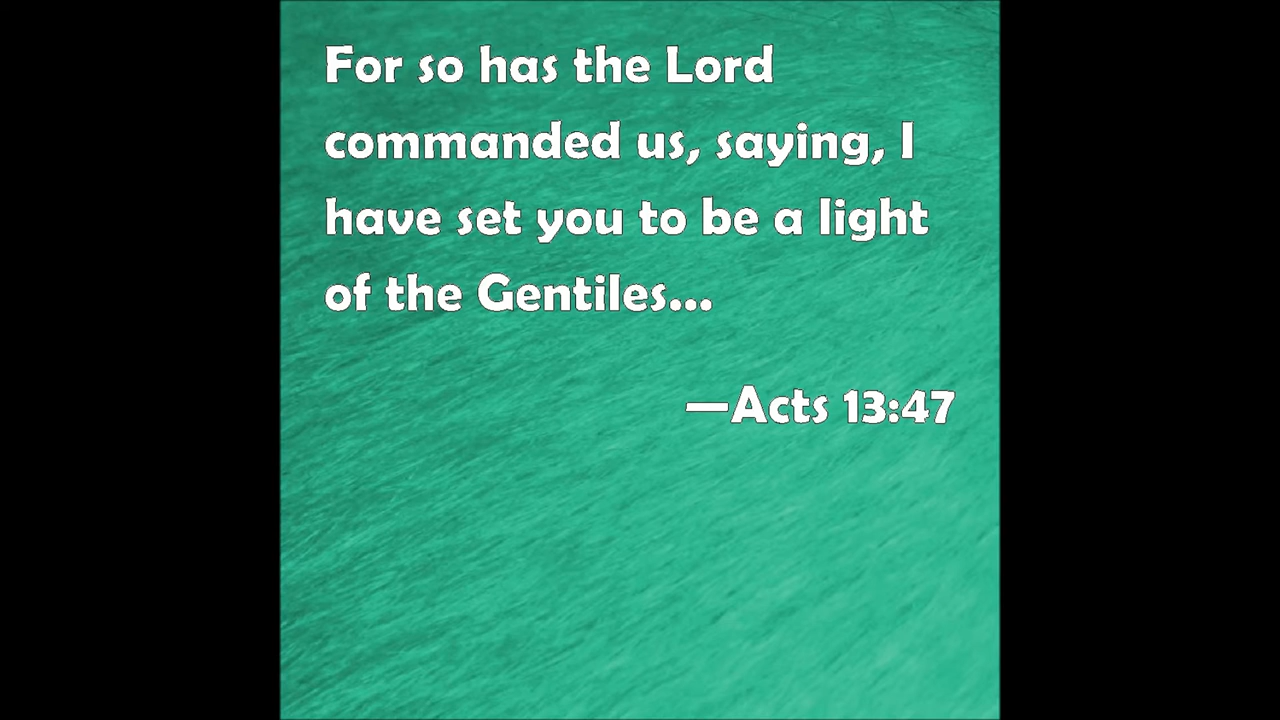 For so has the Lord
commanded us, saying, I
have set you to be a light
of the Gentiles...
—Acts 13:47